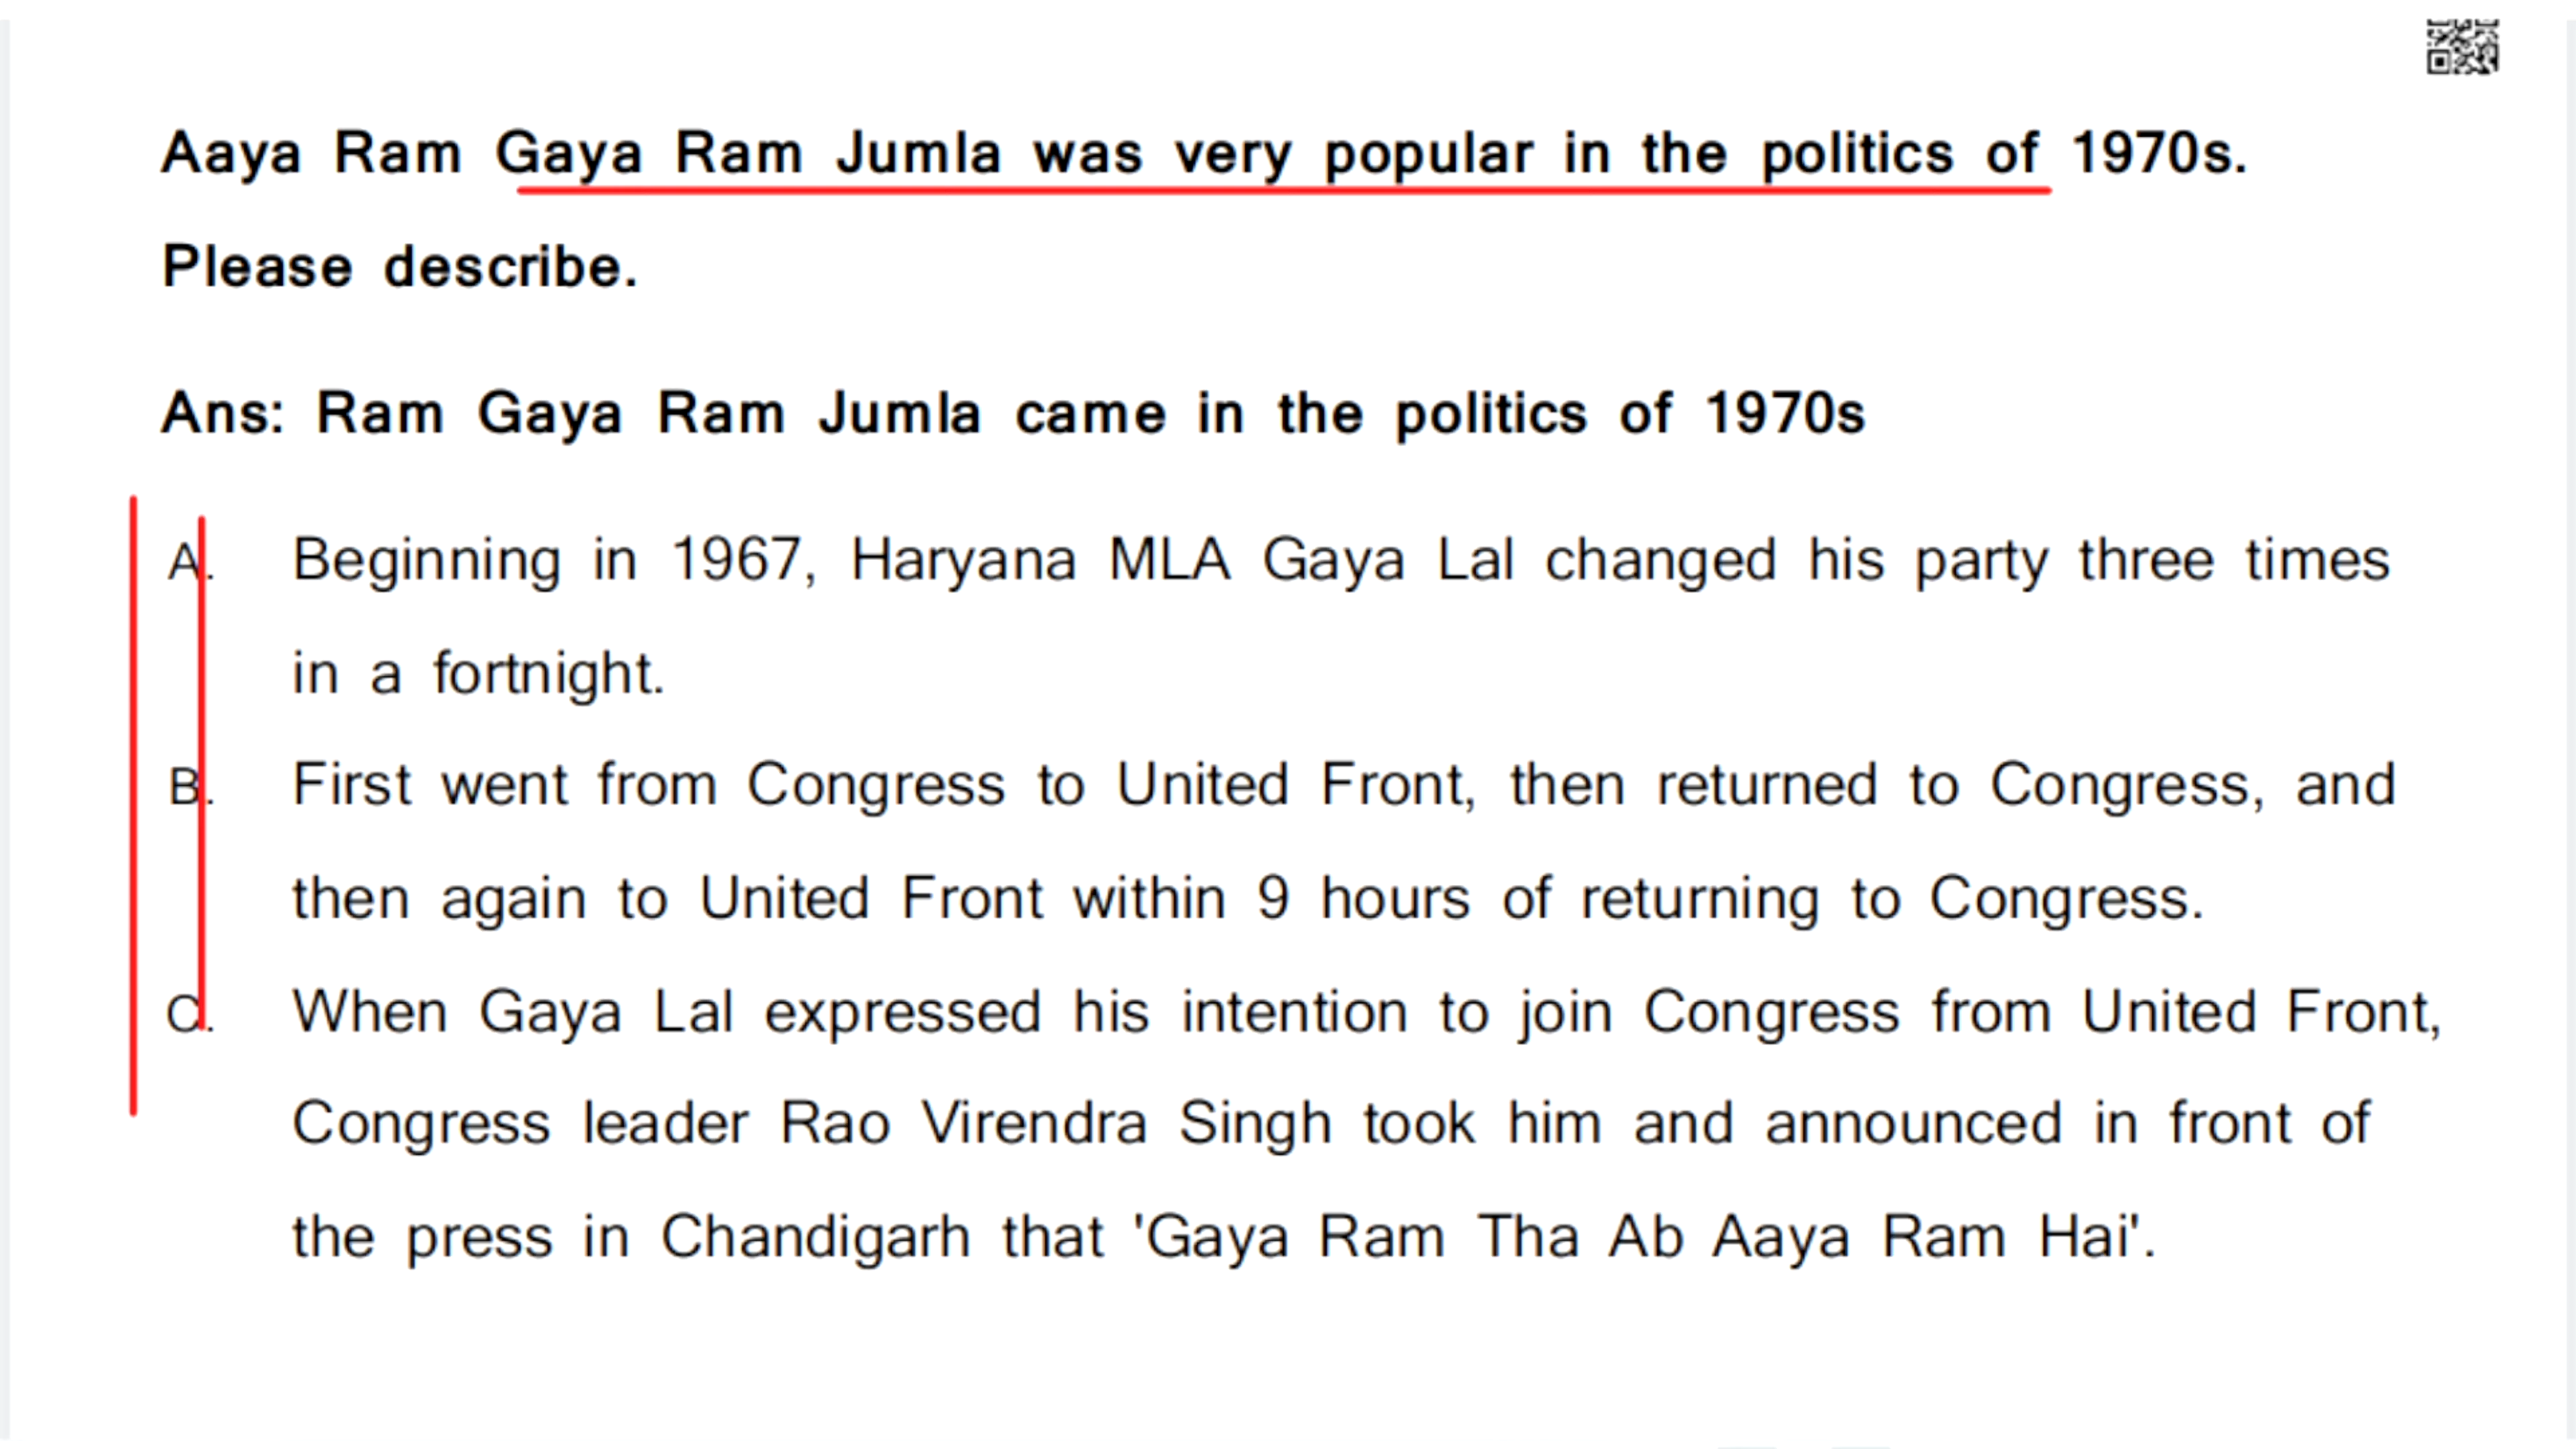 Aaya Ram Gaya Ram Jumla was very popular in the politics of 1970s.
Please describe.
Ans: Ram Gaya Ram Jumla came in the politics of 1970s
A. Beginning in 1967, Haryana MLA Gaya Lal changed his party three times
in a fortnight.
B. First went from Congress to United Front, then returned to Congress, and
then again to United Front within 9 hours of returning to Congress.
C. When Gaya Lal expressed his intention to join Congress from United Front,
Congress leader Rao Virendra Singh took him and announced in front of
the press in Chandigarh that 'Gaya Ram Tha Ab Aaya Ram Hai'.